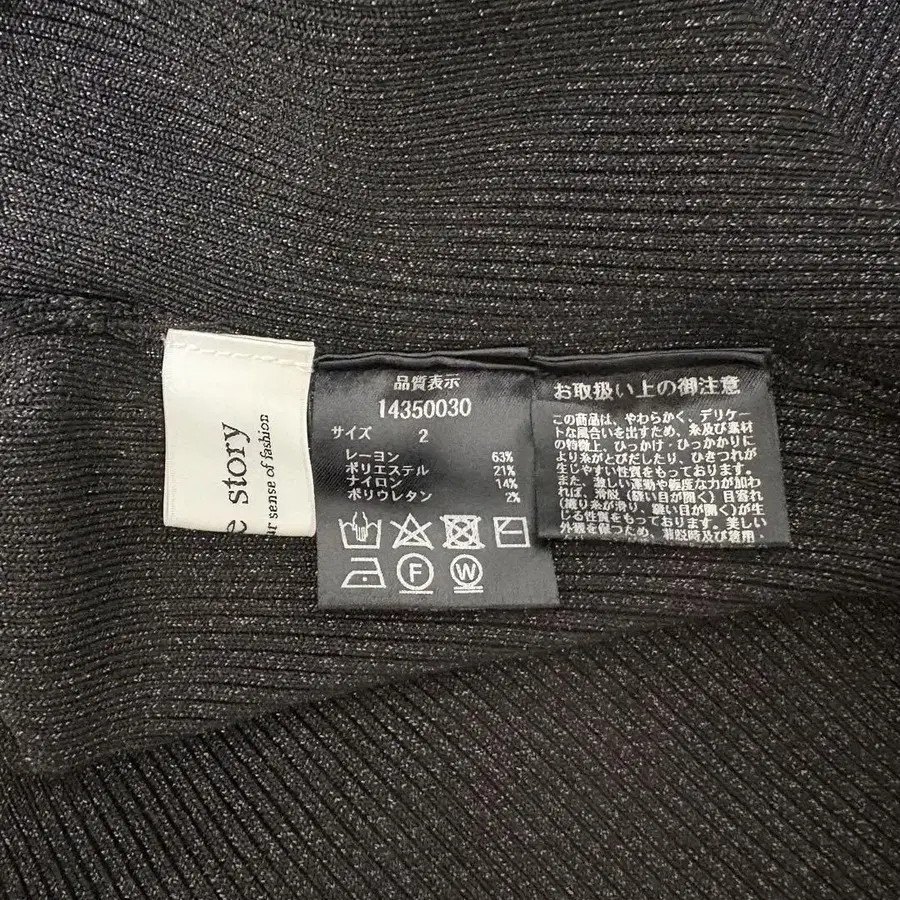 e story
ur sense of fashion
品質表示
14350030
サイズ 2
レーヨン 63%
ポリエステル 21%
ナイロン 14%
ポリウレタン 2%
F
W
お取扱い上の御注意
この商品は、やわらかく、デリケー
トな風合いを出すため、糸及び素材
の特徴上、ひっかけ・ひっかかりに
より糸がとびだしたり、ひきつれが
生じやすい性質をもっております。
また、激しい運動や極度な力が加わ
れば、滑脱(縫い目が開く)目寄れ
(織り糸が滑り、縫い目が開く)が生
じる性質をもっております。美しい
外観を使うため、着脱時及び着用・